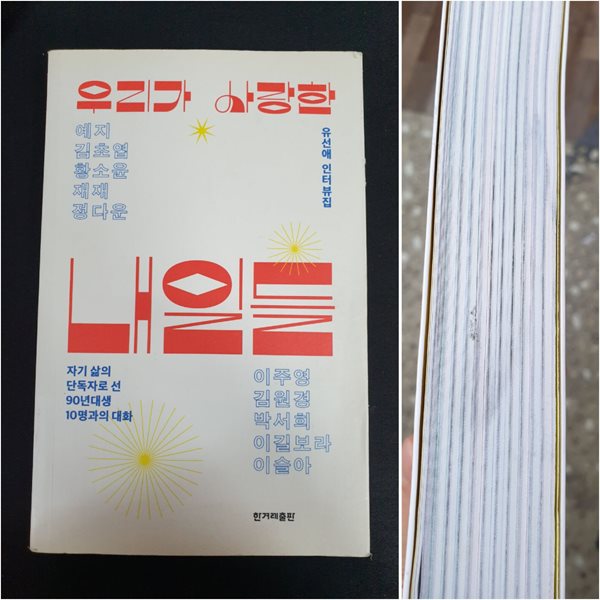 우리가 사랑한
예지
김초엽
황소윤
재재
정다운
유선애 인터뷰집
내일들
자기 삶의
단독자로 선
90년대생
10명과의 대화
이주영
김원경
박서희
이길보라
이슬아
한겨레출판